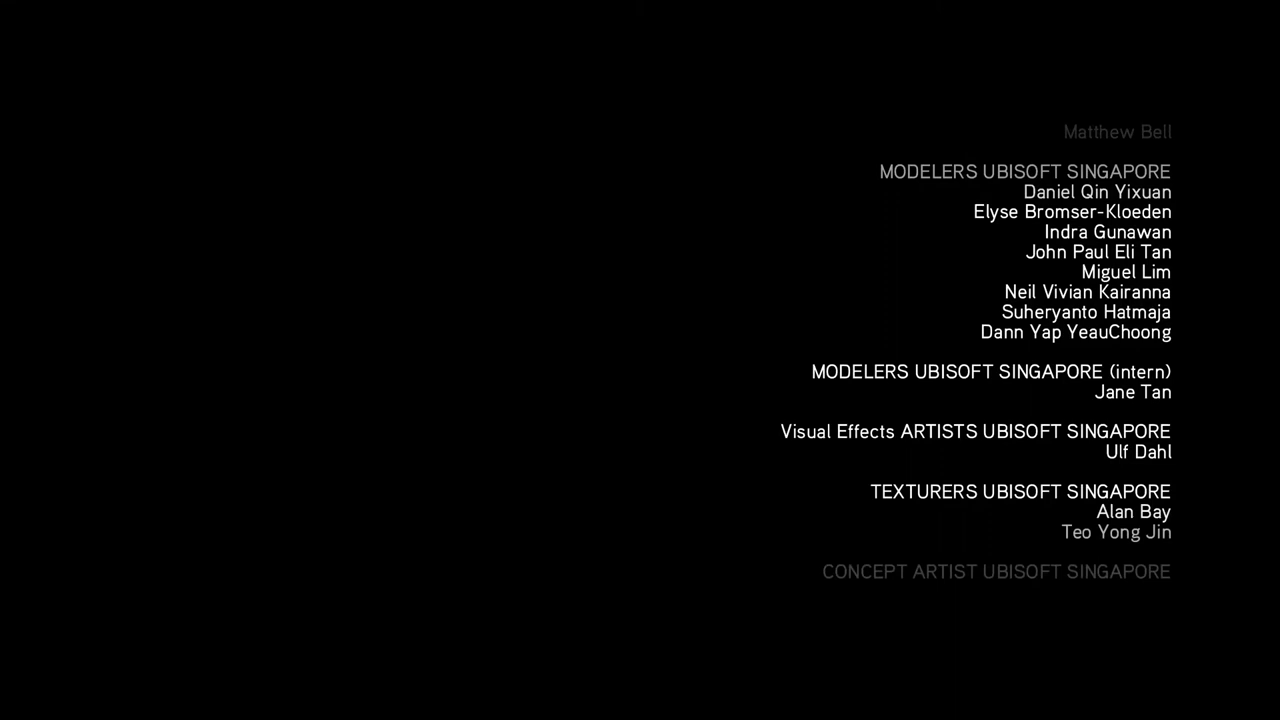 Matthew Bell
MODELERS UBISOFT SINGAPORE
Daniel Qin Yixuan
Elyse Bromser-Kloeden
Indra Gunawan
John Paul Eli Tan
Miguel Lim
Neil Vivian Kairanna
Suheryanto Hatmaja
Dann Yap YeauChoong
MODELERS UBISOFT SINGAPORE (intern)
Jane Tan
Visual Effects ARTISTS UBISOFT SINGAPORE
Ulf Dahl
TEXTURERS UBISOFT SINGAPORE
Alan Bay
Teo Yong Jin
CONCEPT ARTIST UBISOFT SINGAPORE